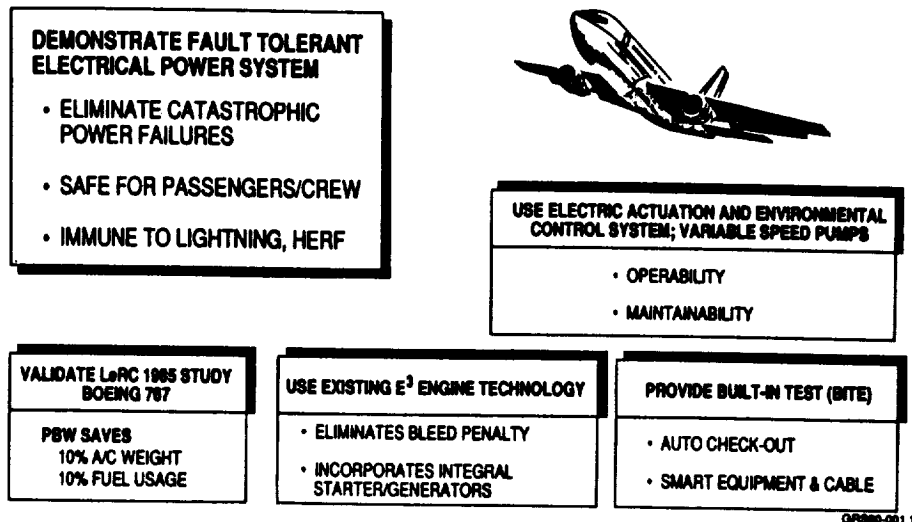 DEMONSTRATE FAULT TOLERANT
ELECTRICAL POWER SYSTEM
• ELIMINATE CATASTROPHIC
POWER FAILURES
• SAFE FOR PASSENGERS/CREW
• IMMUNE TO LIGHTNING, HERF
USE ELECTRIC ACTUATION AND ENVIRONMENTAL
CONTROL SYSTEM; VARIABLE SPEED PUMPS
• OPERABILITY
• MAINTAINABILITY
VALIDATE LeRC 1985 STUDY
BOEING 767
PBW SAVES
10% A/C WEIGHT
10% FUEL USAGE
USE EXISTING E³ ENGINE TECHNOLOGY
• ELIMINATES BLEED PENALTY
• INCORPORATES INTEGRAL
STARTER/GENERATORS
PROVIDE BUILT-IN TEST (BITE)
• AUTO CHECK-OUT
• SMART EQUIPMENT & CABLE